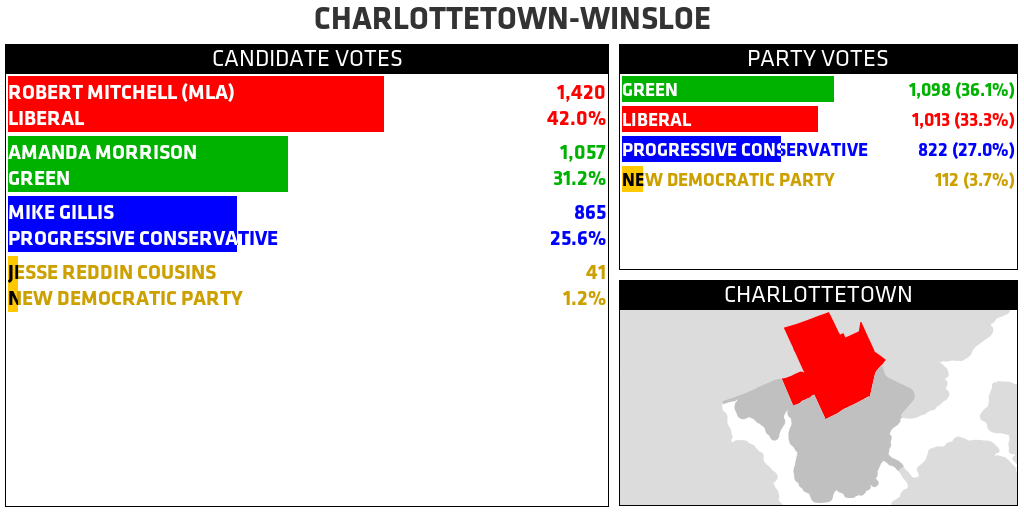 CHARLOTTETOWN-WINSLOE
CANDIDATE VOTES
ROBERT MITCHELL (MLA) 1,420
LIBERAL 42.0%
AMANDA MORRISON 1,057
GREEN 31.2%
MIKE GILLIS 865
PROGRESSIVE CONSERVATIVE 25.6%
JESSE REDDIN COUSINS 41
NEW DEMOCRATIC PARTY 1.2%
PARTY VOTES
GREEN 1,098 (36.1%)
LIBERAL 1,013 (33.3%)
PROGRESSIVE CONSERVATIVE 822 (27.0%)
NEW DEMOCRATIC PARTY 112 (3.7%)
CHARLOTTETOWN